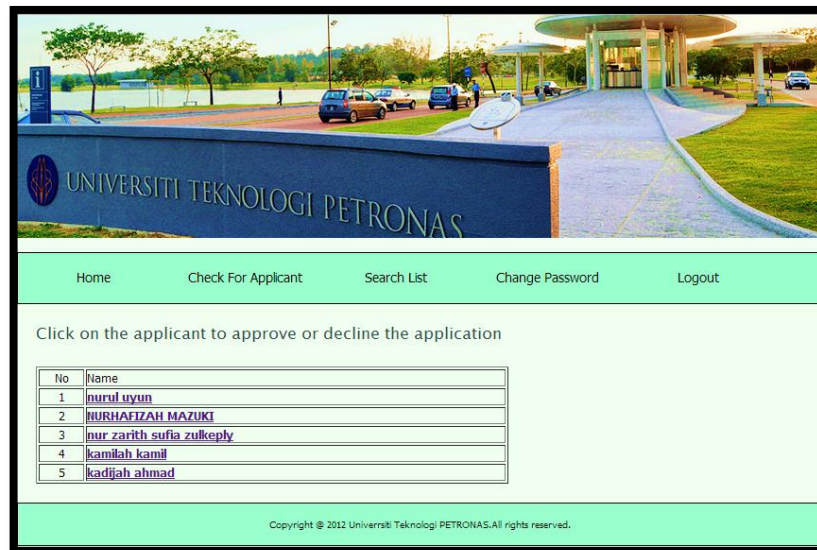 UNIVERSITI TEKNOLOGI PETRONAS
Home Check For Applicant Search List Change Password Logout
Click on the applicant to approve or decline the application
No Name
1 nurul uyun
2 NURHAFIZAH MAZUKI
3 nur zarith sufia zulkeply
4 kamilah kamil
5 kadijah ahmad
Copyright @ 2012 Univerrsiti Teknologi PETRONAS.All rights reserved.